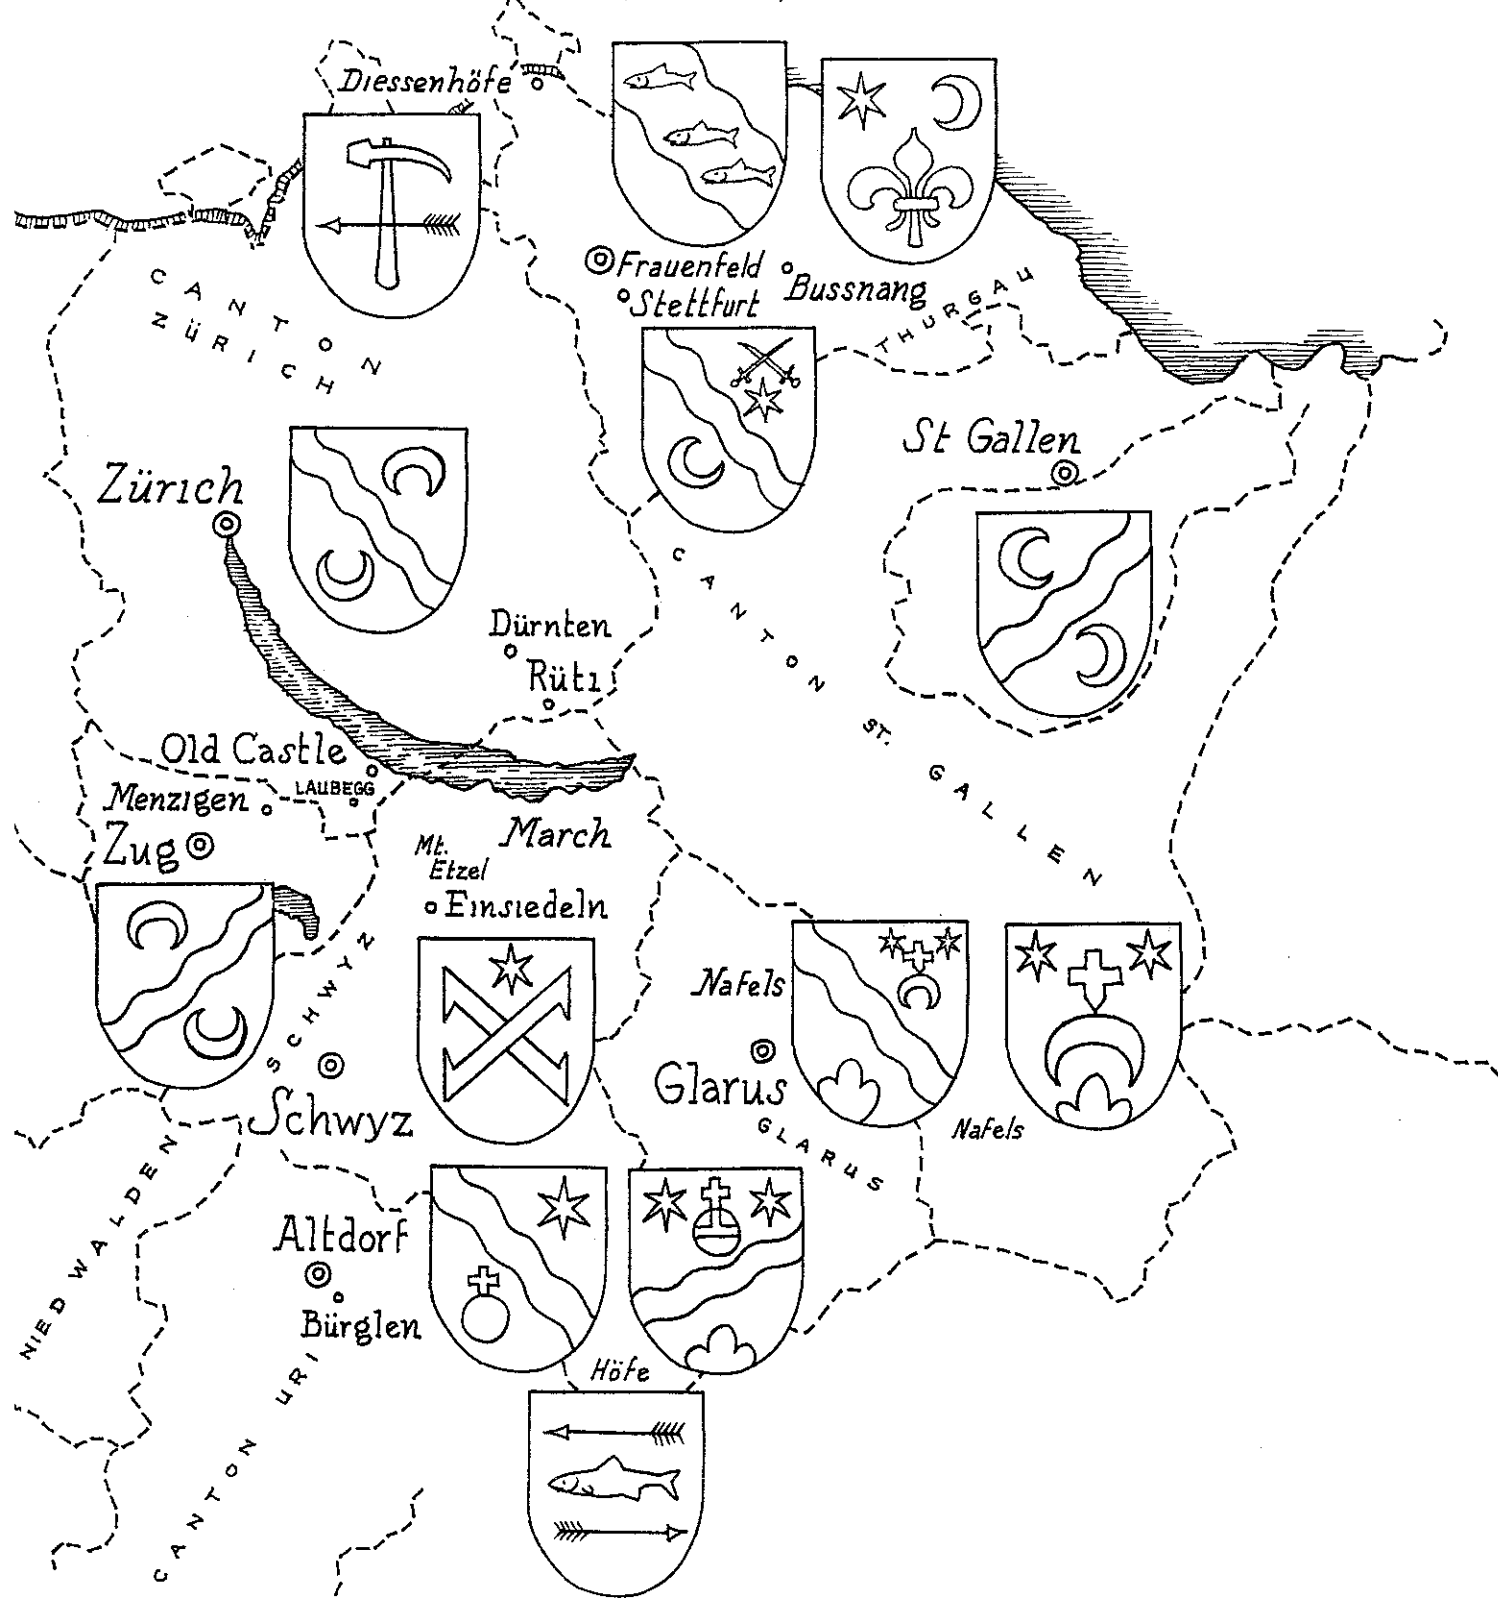 Diessenhöfe
Frauenfeld
Stettfurt
Bussnang
THURGAU
CANTON
ZÜRICH
St Gallen
Zürich
CANTON
ST.
GALLEN
Dürnten
Rüti
Old Castle
LAUBEGG
Menzigen
Zug
March
Mt.
Etzel
Einsiedeln
SCHWYZ
Nafels
Glarus
GLARUS
Nafels
Schwyz
NIEDWALDEN
Altdorf
Bürglen
Höfe
CANTON URI